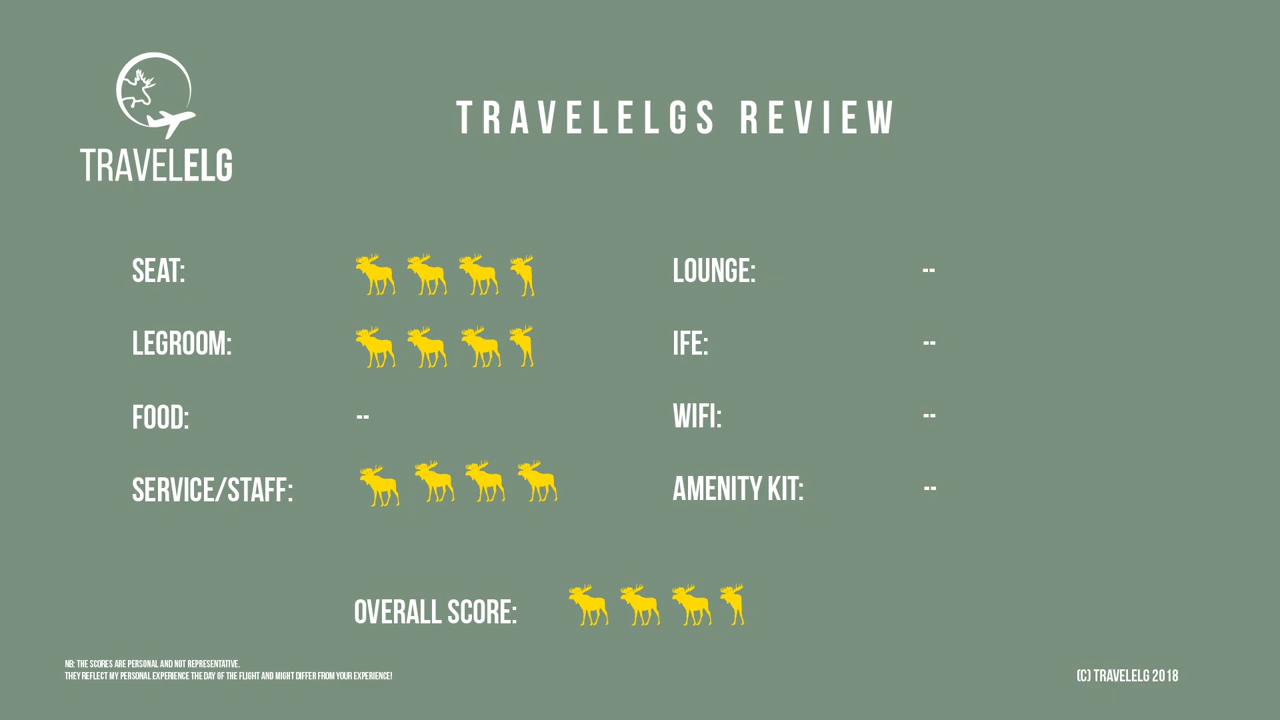 TRAVELELG
TRAVELELGS REVIEW
SEAT:
LEGROOM:
FOOD: --
SERVICE/STAFF:
LOUNGE: --
IFE: --
WIFI: --
AMENITY KIT: --
OVERALL SCORE:
NB: THE SCORES ARE PERSONAL AND NOT REPRESENTATIVE.
THEY REFLECT MY PERSONAL EXPERIENCE THE DAY OF THE FLIGHT AND MIGHT DIFFER FROM YOUR EXPERIENCE!
(C) TRAVELELG 2018